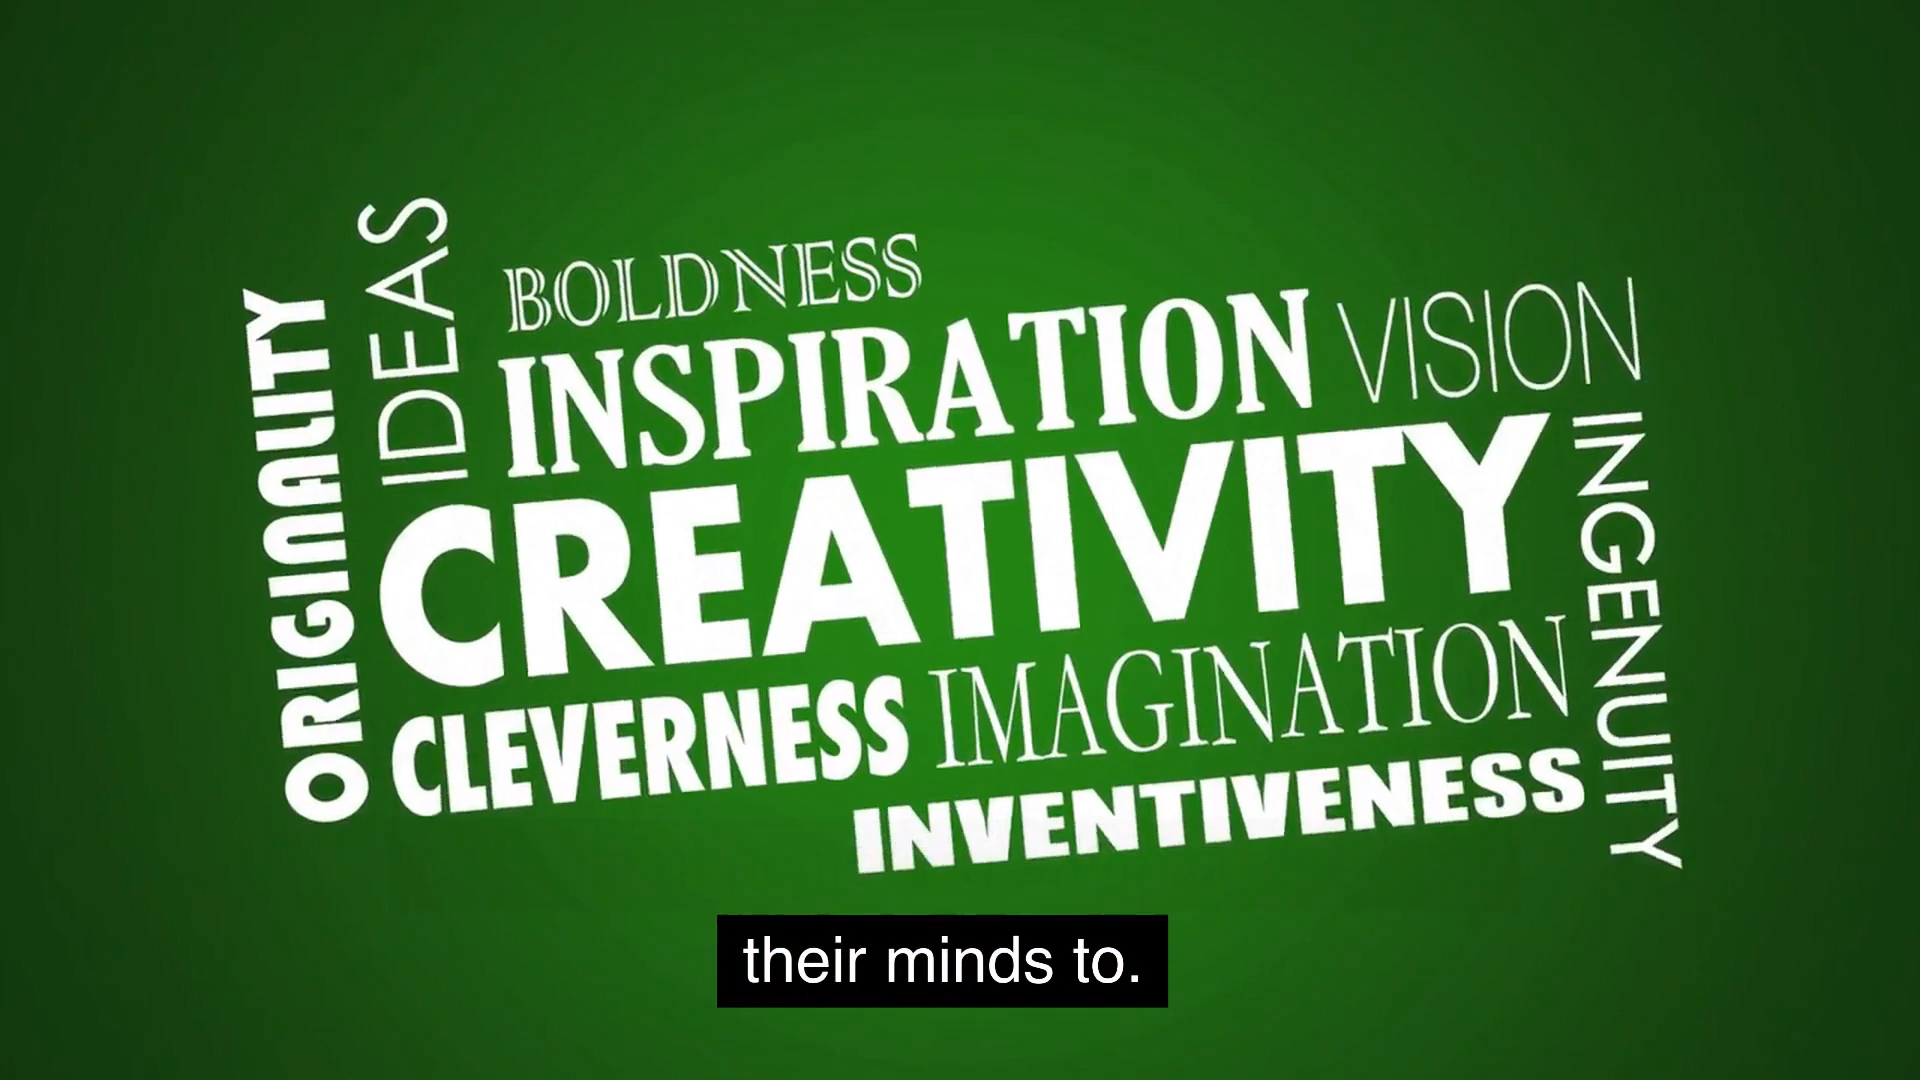 ORIGINALITY
IDEAS
BOLDNESS
INSPIRATION
VISION
CREATIVITY
INGENUITY
CLEVERNESS
IMAGINATION
INVENTIVENESS
their minds to.